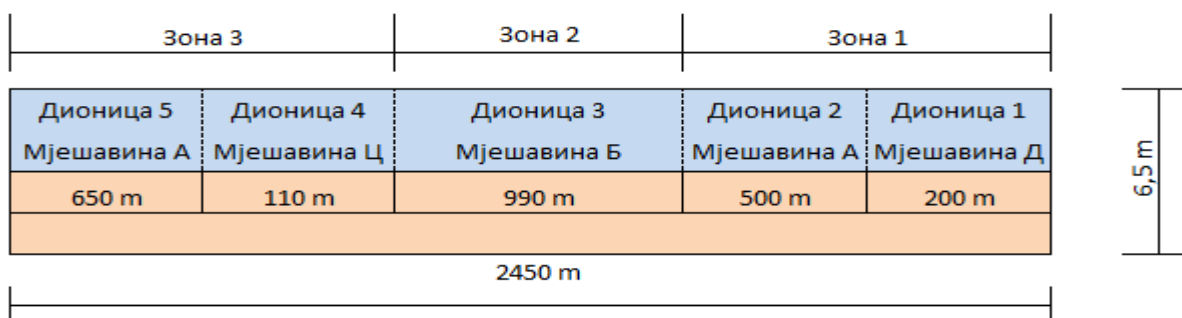 Зона 3 Зона 2 Зона 1
Дионица 5 Дионица 4 Дионица 3 Дионица 2 Дионица 1
Мјешавина А Мјешавина Ц Мјешавина Б Мјешавина А Мјешавина Д
650 m 110 m 990 m 500 m 200 m
6,5 m
2450 m